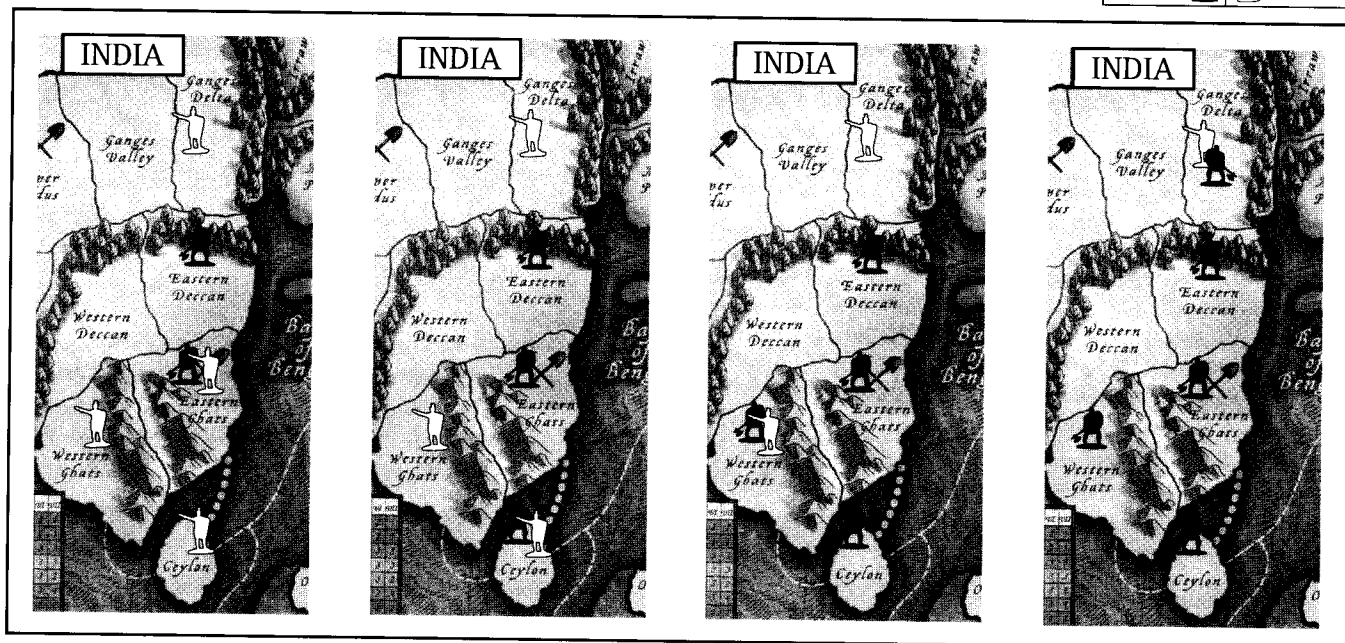 INDIA
Ganges
Delta
Ganges
Valley
Eastern
Deccan
Western
Deccan
Eastern
Ghats
Western
Ghats
Ceylon
INDIA
Ganges
Delta
Ganges
Valley
Eastern
Deccan
Western
Deccan
Eastern
Ghats
Western
Ghats
Ceylon
INDIA
Ganges
Delta
Ganges
Valley
Eastern
Deccan
Western
Deccan
Eastern
Ghats
Western
Ghats
Ceylon
INDIA
Ganges
Delta
Ganges
Valley
Eastern
Deccan
Western
Deccan
Eastern
Ghats
Western
Ghats
Ceylon